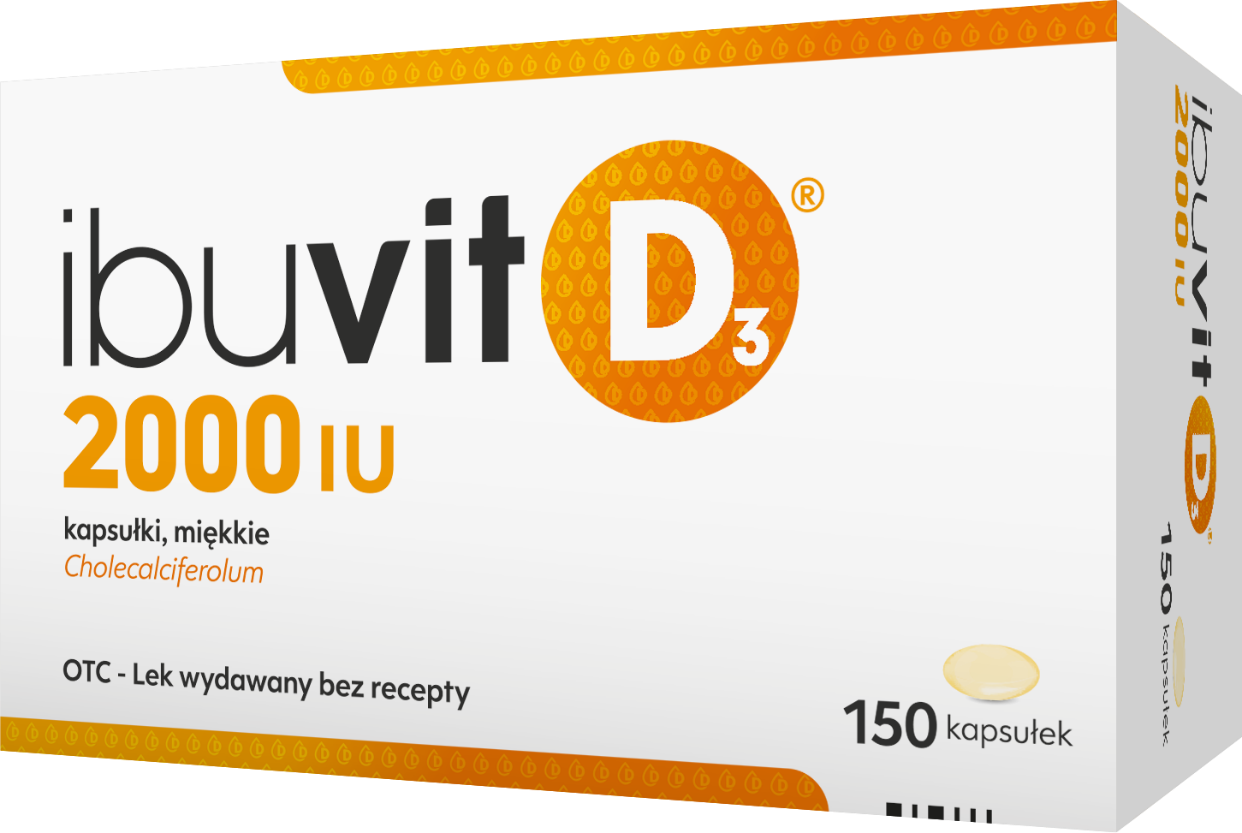 ibuvit D3®
2000 IU
kapsułki, miękkie
Cholecalciferolum
OTC - Lek wydawany bez recepty
150 kapsułek
ibuvit D3®
2000 IU
150 kapsułek